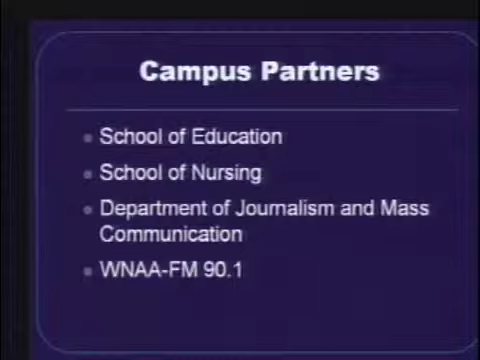 Campus Partners
School of Education
School of Nursing
Department of Journalism and Mass
Communication
WNAA-FM 90.1